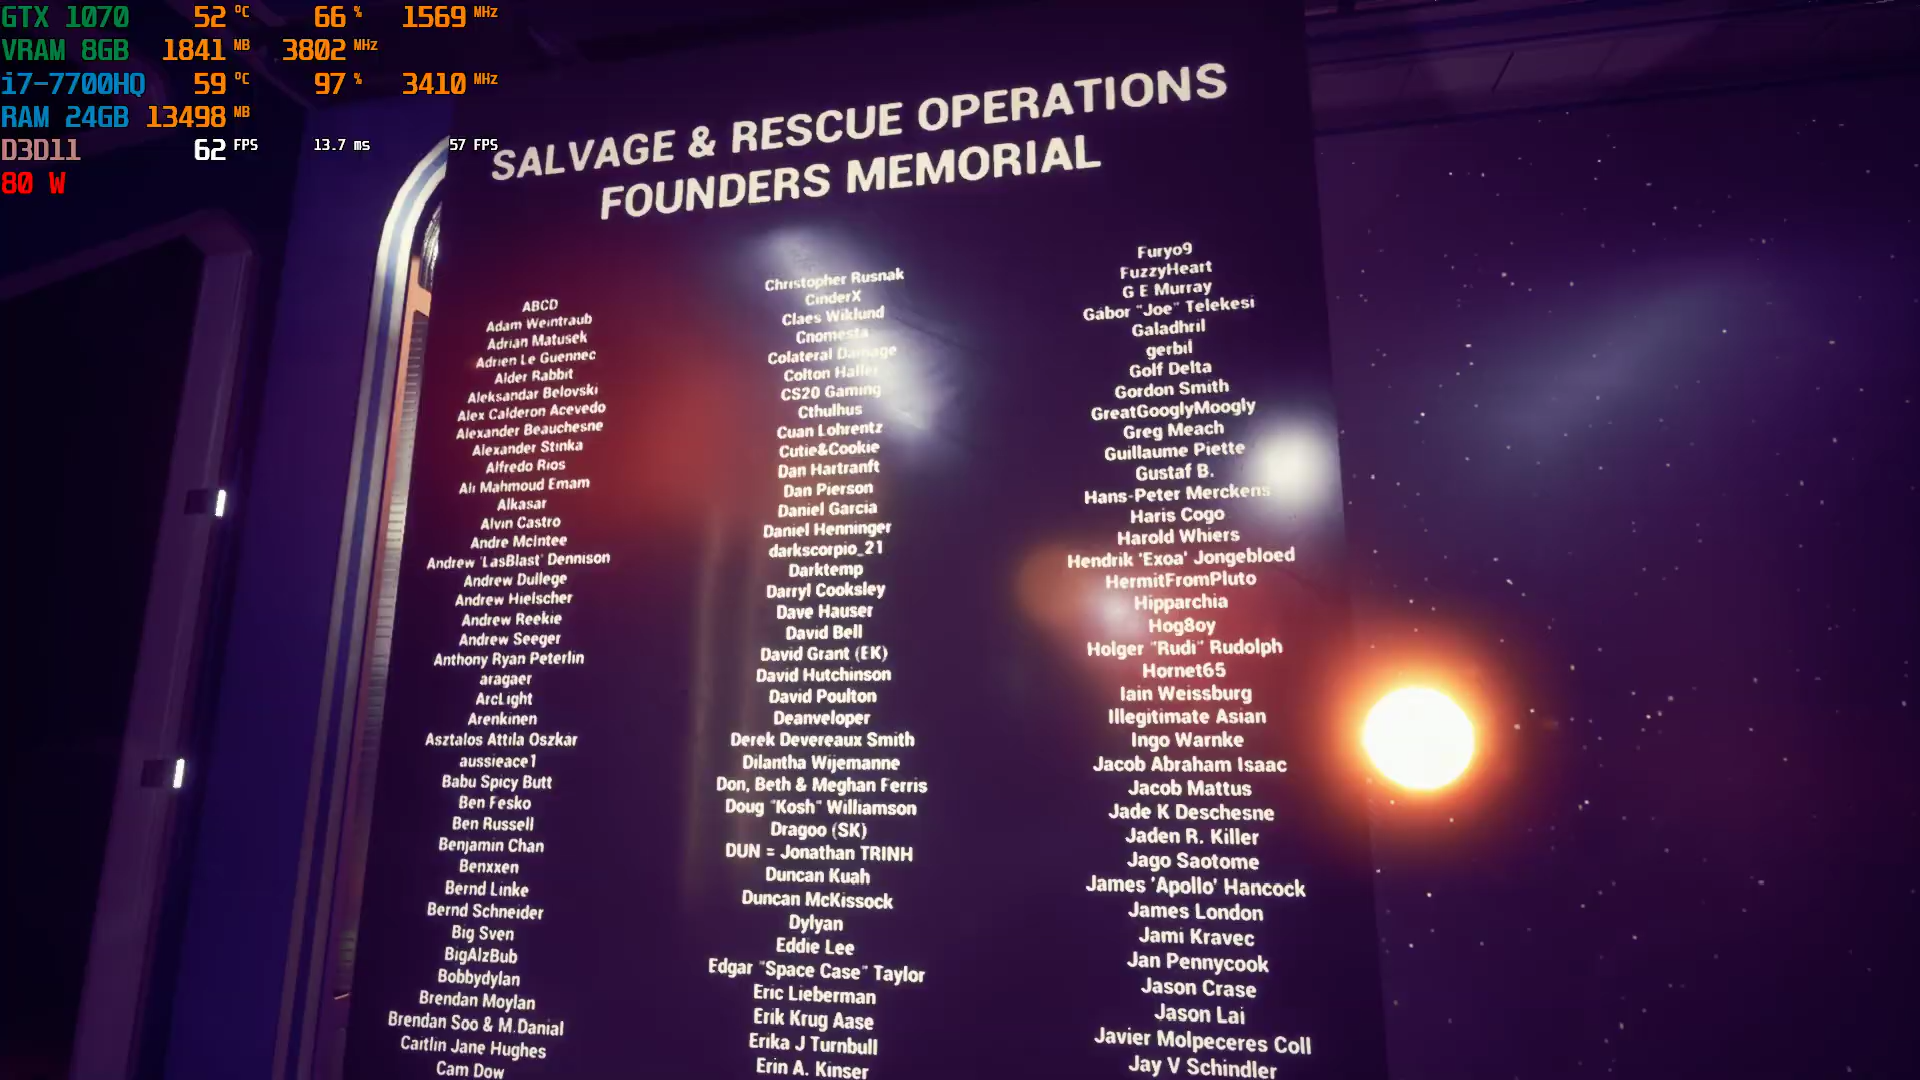 GTX 1070 52 °C 66 % 1569 MHz
VRAM 8GB 1841 MB 3802 MHz
i7-7700HQ 59 °C 97 % 3410 MHz
RAM 24GB 13498 MB
D3D11 62 FPS 13.7 ms 57 FPS
80 W
SALVAGE & RESCUE OPERATIONS
FOUNDERS MEMORIAL
ABCD
Adam Weintraub
Adrian Matusek
Adrien Le Guennec
Alder Rabbit
Aleksandar Belovski
Alex Calderon Acevedo
Alexander Beauchesne
Alexander Stinka
Alfredo Rios
Ali Mahmoud Emam
Alkasar
Alvin Castro
Andre McIntee
Andrew 'LasBlast' Dennison
Andrew Dullege
Andrew Hielscher
Andrew Reekie
Andrew Seeger
Anthony Ryan Peterlin
aragaer
ArcLight
Arenkinen
Asztalos Attila Oszkar
aussieace1
Babu Spicy Butt
Ben Fesko
Ben Russell
Benjamin Chan
Benxxen
Bernd Linke
Bernd Schneider
Big Sven
BigAlzBub
Bobbydylan
Brendan Moylan
Brendan Soo & M.Danial
Caitlin Jane Hughes
Cam Dow
Christopher Rusnak
CinderX
Claes Wiklund
Cnomesta
Colateral Damage
Colton Haller
CS20 Gaming
Cthulhus
Cuan Lohrentz
Cutie&Cookie
Dan Hartranft
Dan Pierson
Daniel Garcia
Daniel Henninger
darkscorpio_21
Darktemp
Darryl Cooksley
Dave Hauser
David Bell
David Grant (EK)
David Hutchinson
David Poulton
Deanveloper
Derek Devereaux Smith
Dilantha Wijemanne
Don, Beth & Meghan Ferris
Doug "Kosh" Williamson
Dragoo (SK)
DUN = Jonathan TRINH
Duncan Kuah
Duncan McKissock
Dylyan
Eddie Lee
Edgar "Space Case" Taylor
Eric Lieberman
Erik Krug Aase
Erika J Turnbull
Erin A. Kinser
Furyo9
FuzzyHeart
G E Murray
Gábor "Joe" Telekesi
Galadhril
gerbil
Golf Delta
Gordon Smith
GreatGooglyMoogly
Greg Meach
Guillaume Piette
Gustaf B.
Hans-Peter Merckens
Haris Cogo
Harold Whiers
Hendrik 'Exoa' Jongebloed
HermitFromPluto
Hipparchia
Hog8oy
Holger "Rudi" Rudolph
Hornet65
Iain Weissburg
Illegitimate Asian
Ingo Warnke
Jacob Abraham Isaac
Jacob Mattus
Jade K Deschesne
Jaden R. Killer
Jago Saotome
James 'Apollo' Hancock
James London
Jami Kravec
Jan Pennycook
Jason Crase
Jason Lai
Javier Molpeceres Coll
Jay V Schindler